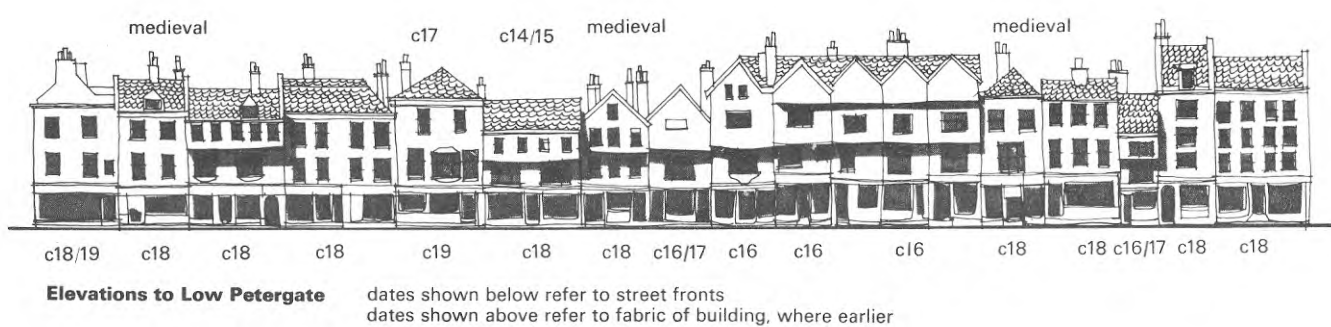 medieval c17 c14/15 medieval medieval
c18/19 c18 c18 c18 c19 c18 c18 c16/17 c16 c16 c16 c18 c18 c16/17 c18 c18
Elevations to Low Petergate dates shown below refer to street fronts
dates shown above refer to fabric of building, where earlier